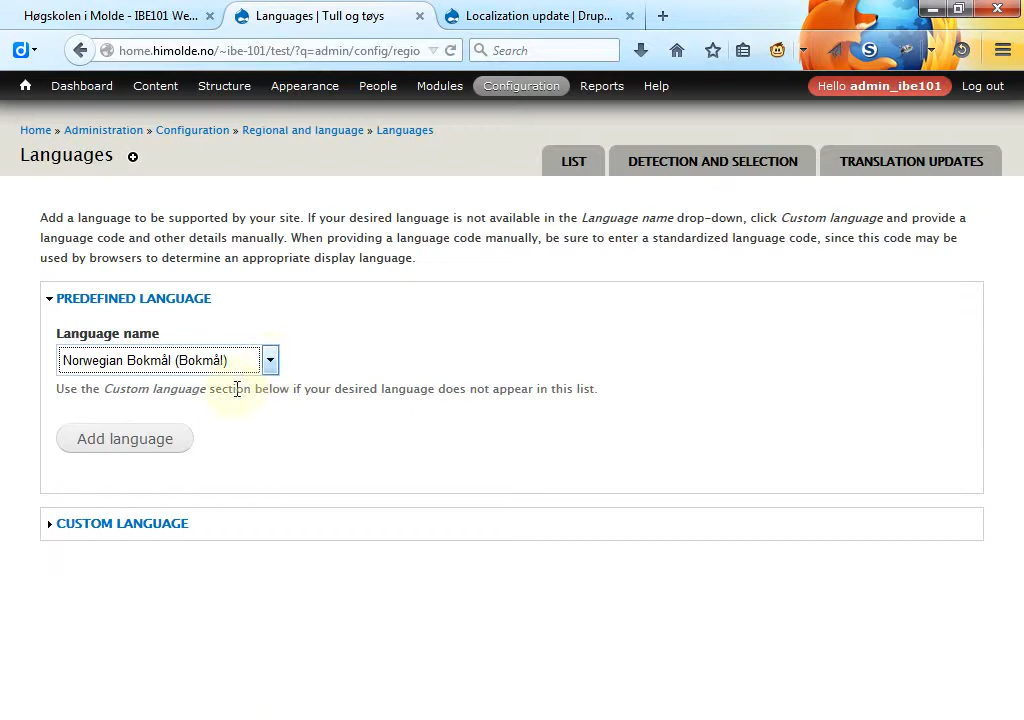 Høgskolen i Molde - IBE101 We...
Languages | Tull og tøys
Localization update | Drup...
home.himolde.no/~ibe-101/test/?q=admin/config/regio
Search
Dashboard Content Structure Appearance People Modules Configuration Reports Help Hello admin_ibe101 Log out
Home » Administration » Configuration » Regional and language » Languages
Languages
LIST DETECTION AND SELECTION TRANSLATION UPDATES
Add a language to be supported by your site. If your desired language is not available in the Language name drop-down, click Custom language and provide a
language code and other details manually. When providing a language code manually, be sure to enter a standardized language code, since this code may be
used by browsers to determine an appropriate display language.
PREDEFINED LANGUAGE
Language name
Norwegian Bokmål (Bokmål)
Use the Custom language section below if your desired language does not appear in this list.
Add language
CUSTOM LANGUAGE